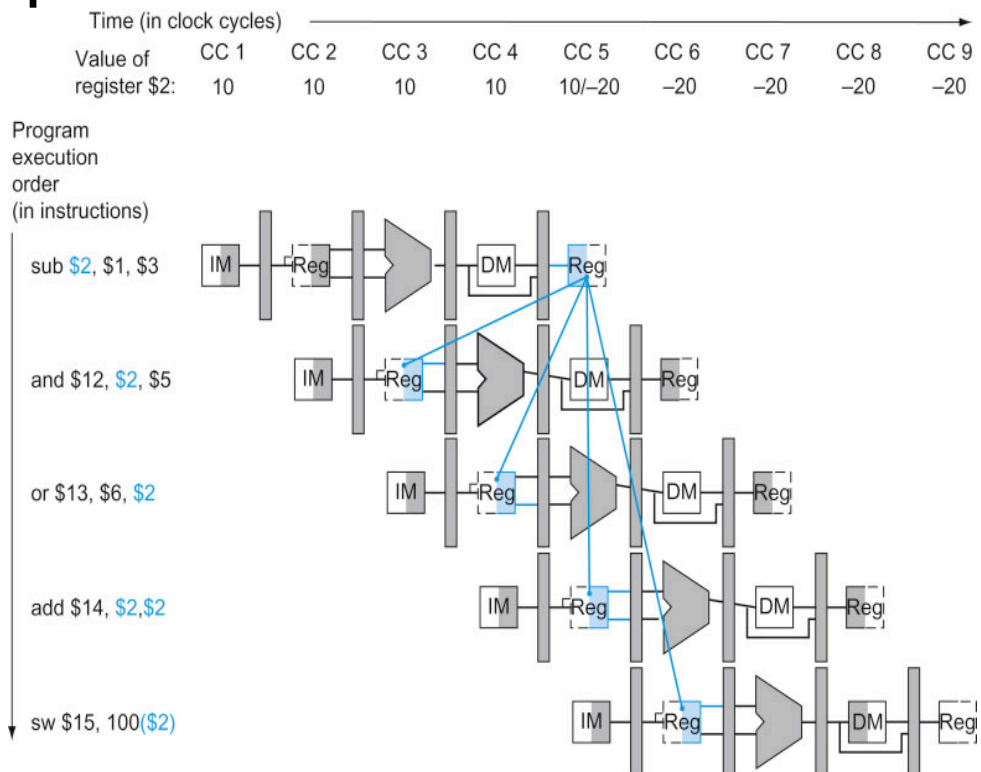 Time (in clock cycles)
CC 1 CC 2 CC 3 CC 4 CC 5 CC 6 CC 7 CC 8 CC 9
Value of
register $2: 10 10 10 10 10/–20 –20 –20 –20 –20
Program
execution
order
(in instructions)
sub $2, $1, $3 IM Reg DM Reg
and $12, $2, $5 IM Reg DM Reg
or $13, $6, $2 IM Reg DM Reg
add $14, $2,$2 IM Reg DM Reg
sw $15, 100($2) IM Reg DM Reg